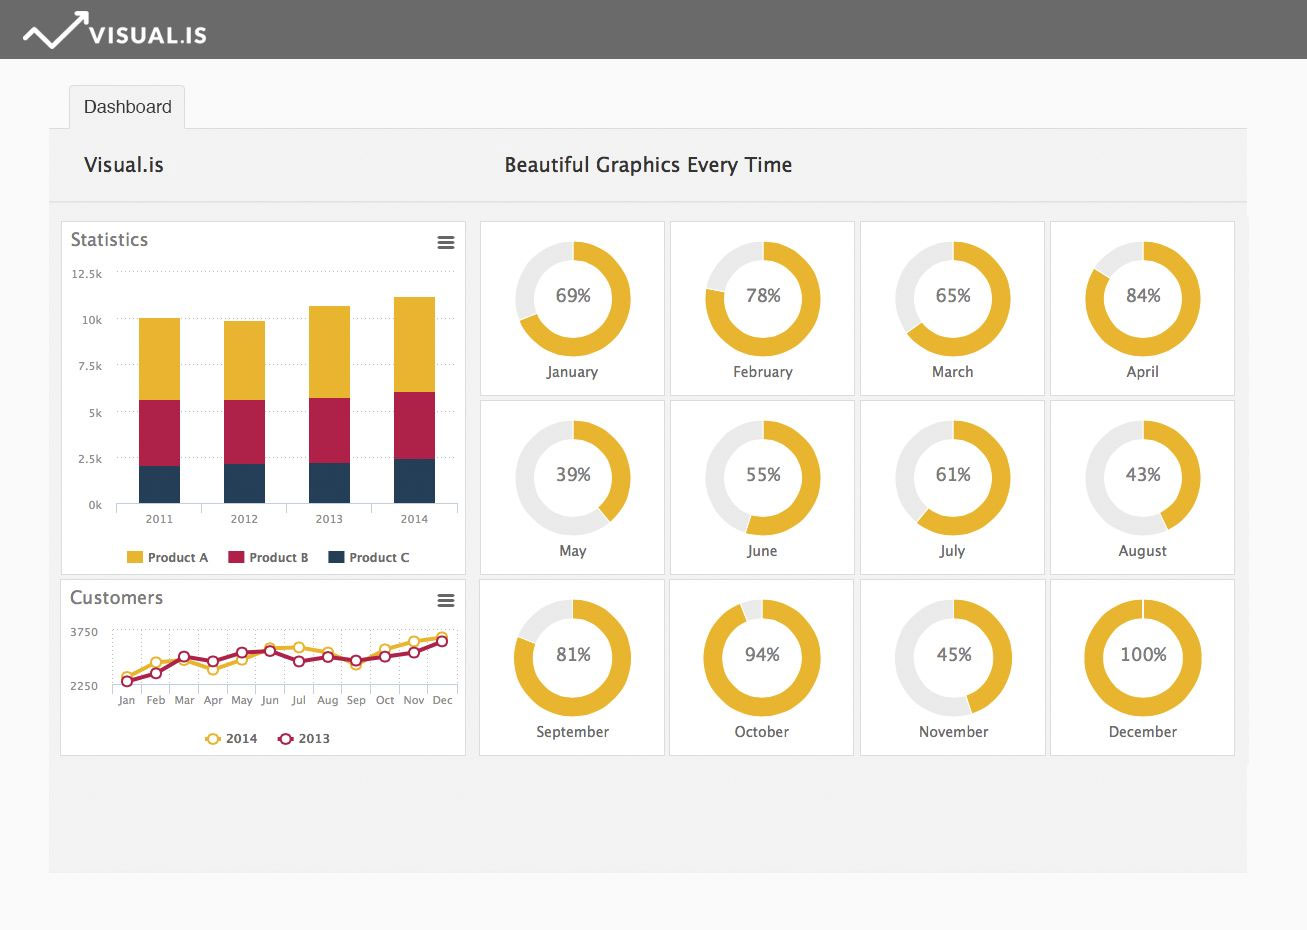 VISUAL.IS
Dashboard
Visual.is
Beautiful Graphics Every Time
Statistics
12.5k
10k
7.5k
5k
2.5k
0k
2011 2012 2013 2014
Product A Product B Product C
Customers
3750
2250
Jan Feb Mar Apr May Jun Jul Aug Sep Oct Nov Dec
2014 2013
69% 78% 65% 84%
January February March April
39% 55% 61% 43%
May June July August
81% 94% 45% 100%
September October November December